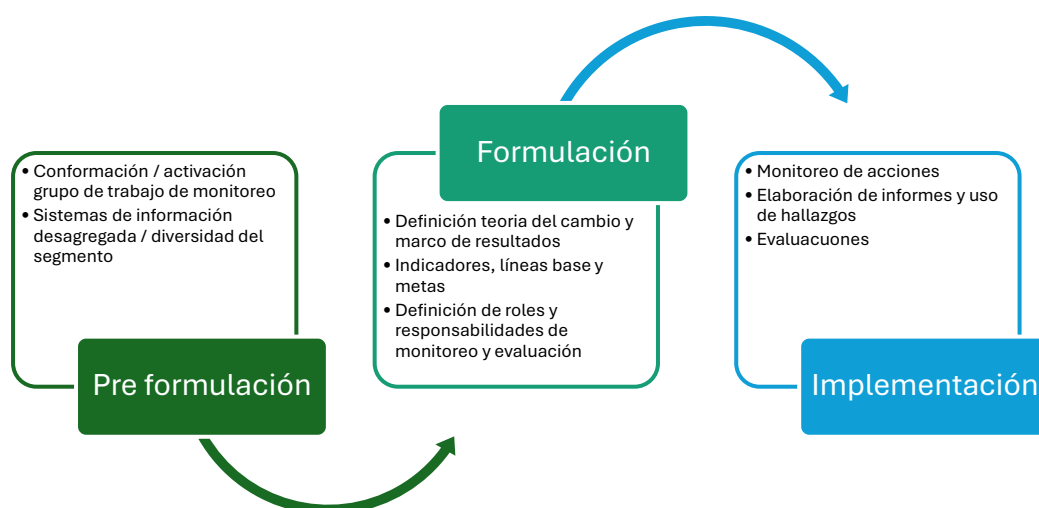 • Conformación / activación
grupo de trabajo de monitoreo
• Sistemas de información
desagregada / diversidad del
segmento
Pre formulación
Formulación
• Definición teoria del cambio y
marco de resultados
• Indicadores, líneas base y
metas
• Definición de roles y
responsabilidades de
monitoreo y evaluación
• Monitoreo de acciones
• Elaboración de informes y uso
de hallazgos
• Evaluacuones
Implementación